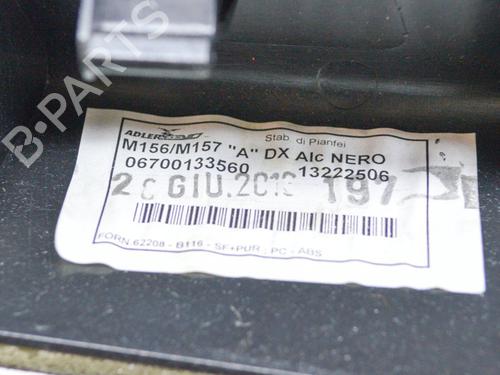 B-PARTS
ADLER
Stab. di Pianfei
M156/M157 "A" DX Alc NERO
06700133560 13222506
GIU.2013 197
FORN.62208 - B116 - SF+PUR - PC - ABS